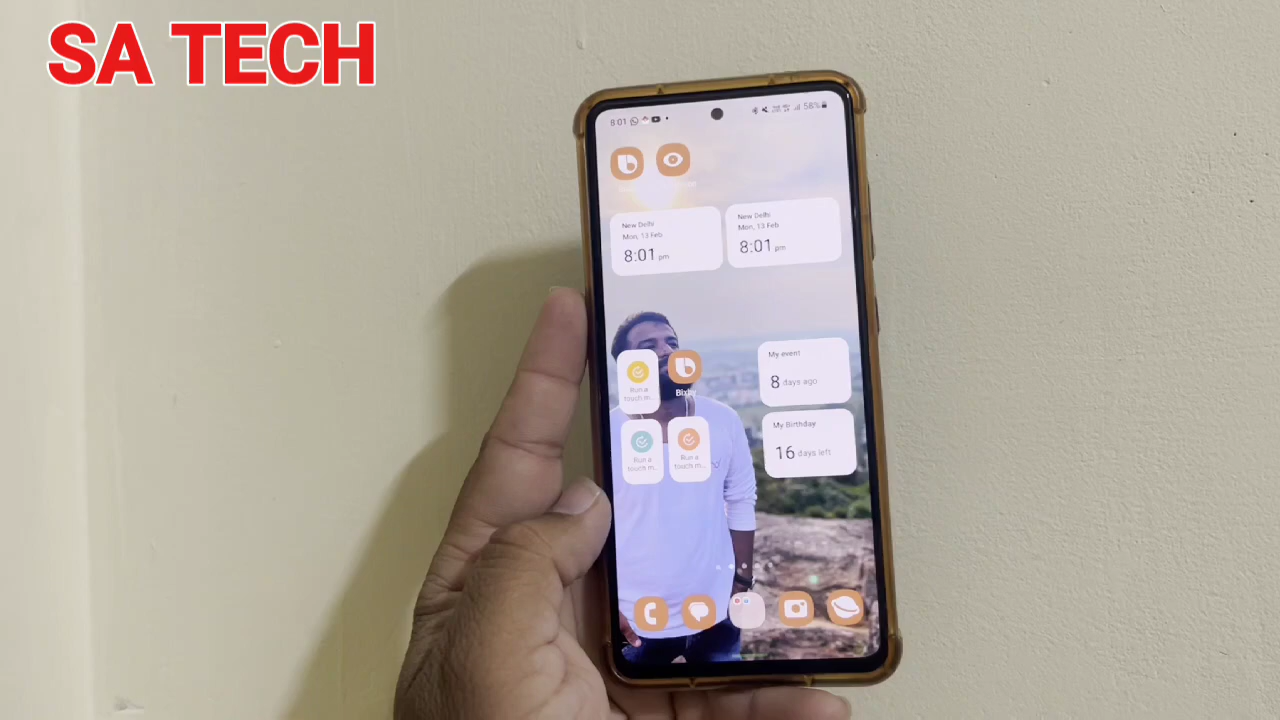 SA TECH
8:01
58%
New Delhi
Mon, 13 Feb
8:01 pm
New Delhi
Mon, 13 Feb
8:01 pm
My event
8 days ago
Run a
touch m...
Bixby
My Birthday
16 days left
Run a
touch m...
Run a
touch m...